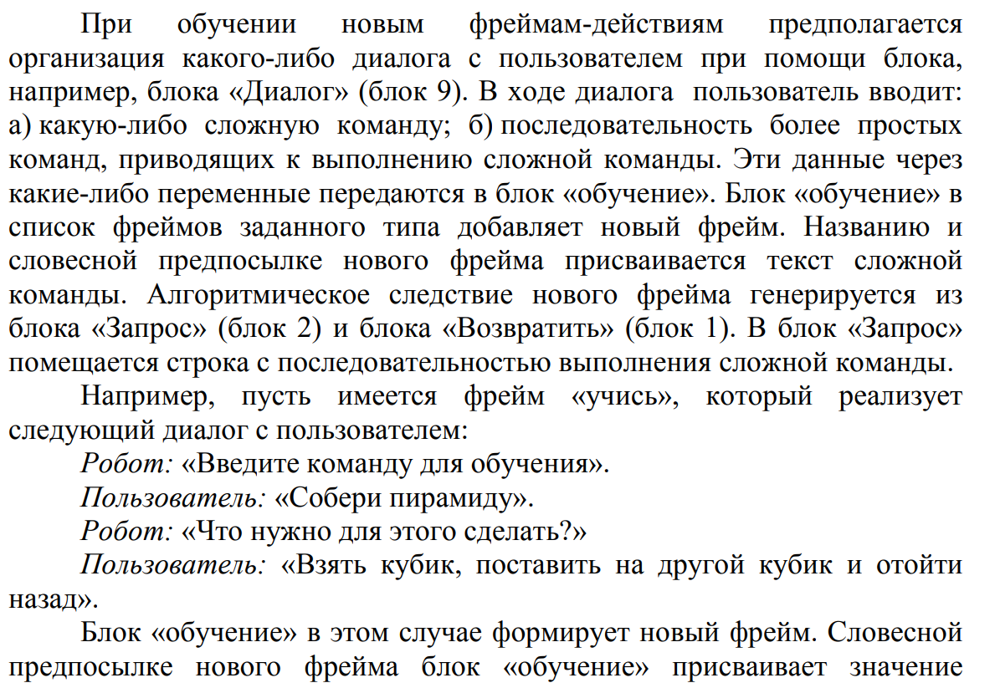 При обучении новым фреймам-действиям предполагается
организация какого-либо диалога с пользователем при помощи блока,
например, блока «Диалог» (блок 9). В ходе диалога пользователь вводит:
а) какую-либо сложную команду; б) последовательность более простых
команд, приводящих к выполнению сложной команды. Эти данные через
какие-либо переменные передаются в блок «обучение». Блок «обучение» в
список фреймов заданного типа добавляет новый фрейм. Названию и
словесной предпосылке нового фрейма присваивается текст сложной
команды. Алгоритмическое следствие нового фрейма генерируется из
блока «Запрос» (блок 2) и блока «Возвратить» (блок 1). В блок «Запрос»
помещается строка с последовательностью выполнения сложной команды.
Например, пусть имеется фрейм «учись», который реализует
следующий диалог с пользователем:
Робот: «Введите команду для обучения».
Пользователь: «Собери пирамиду».
Робот: «Что нужно для этого сделать?»
Пользователь: «Взять кубик, поставить на другой кубик и отойти
назад».
Блок «обучение» в этом случае формирует новый фрейм. Словесной
предпосылке нового фрейма блок «обучение» присваивает значение